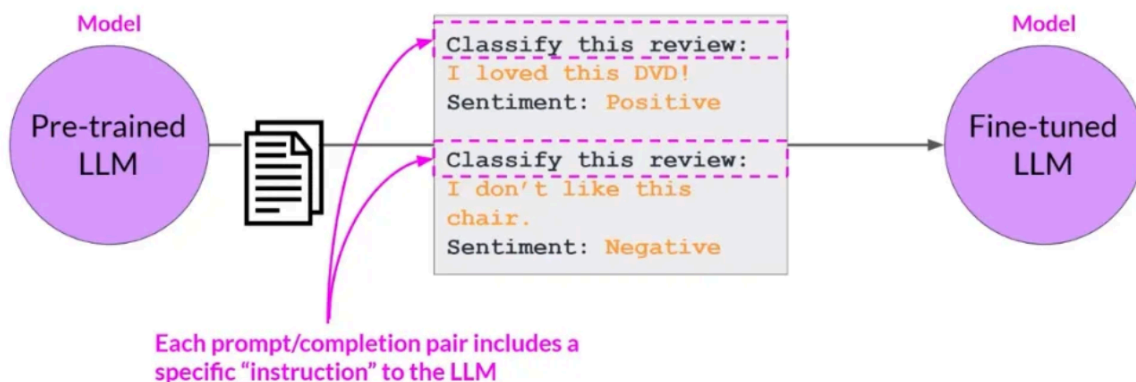 Model
Pre-trained
LLM
Classify this review:
I loved this DVD!
Sentiment: Positive
Classify this review:
I don't like this
chair.
Sentiment: Negative
Model
Fine-tuned
LLM
Each prompt/completion pair includes a
specific “instruction” to the LLM